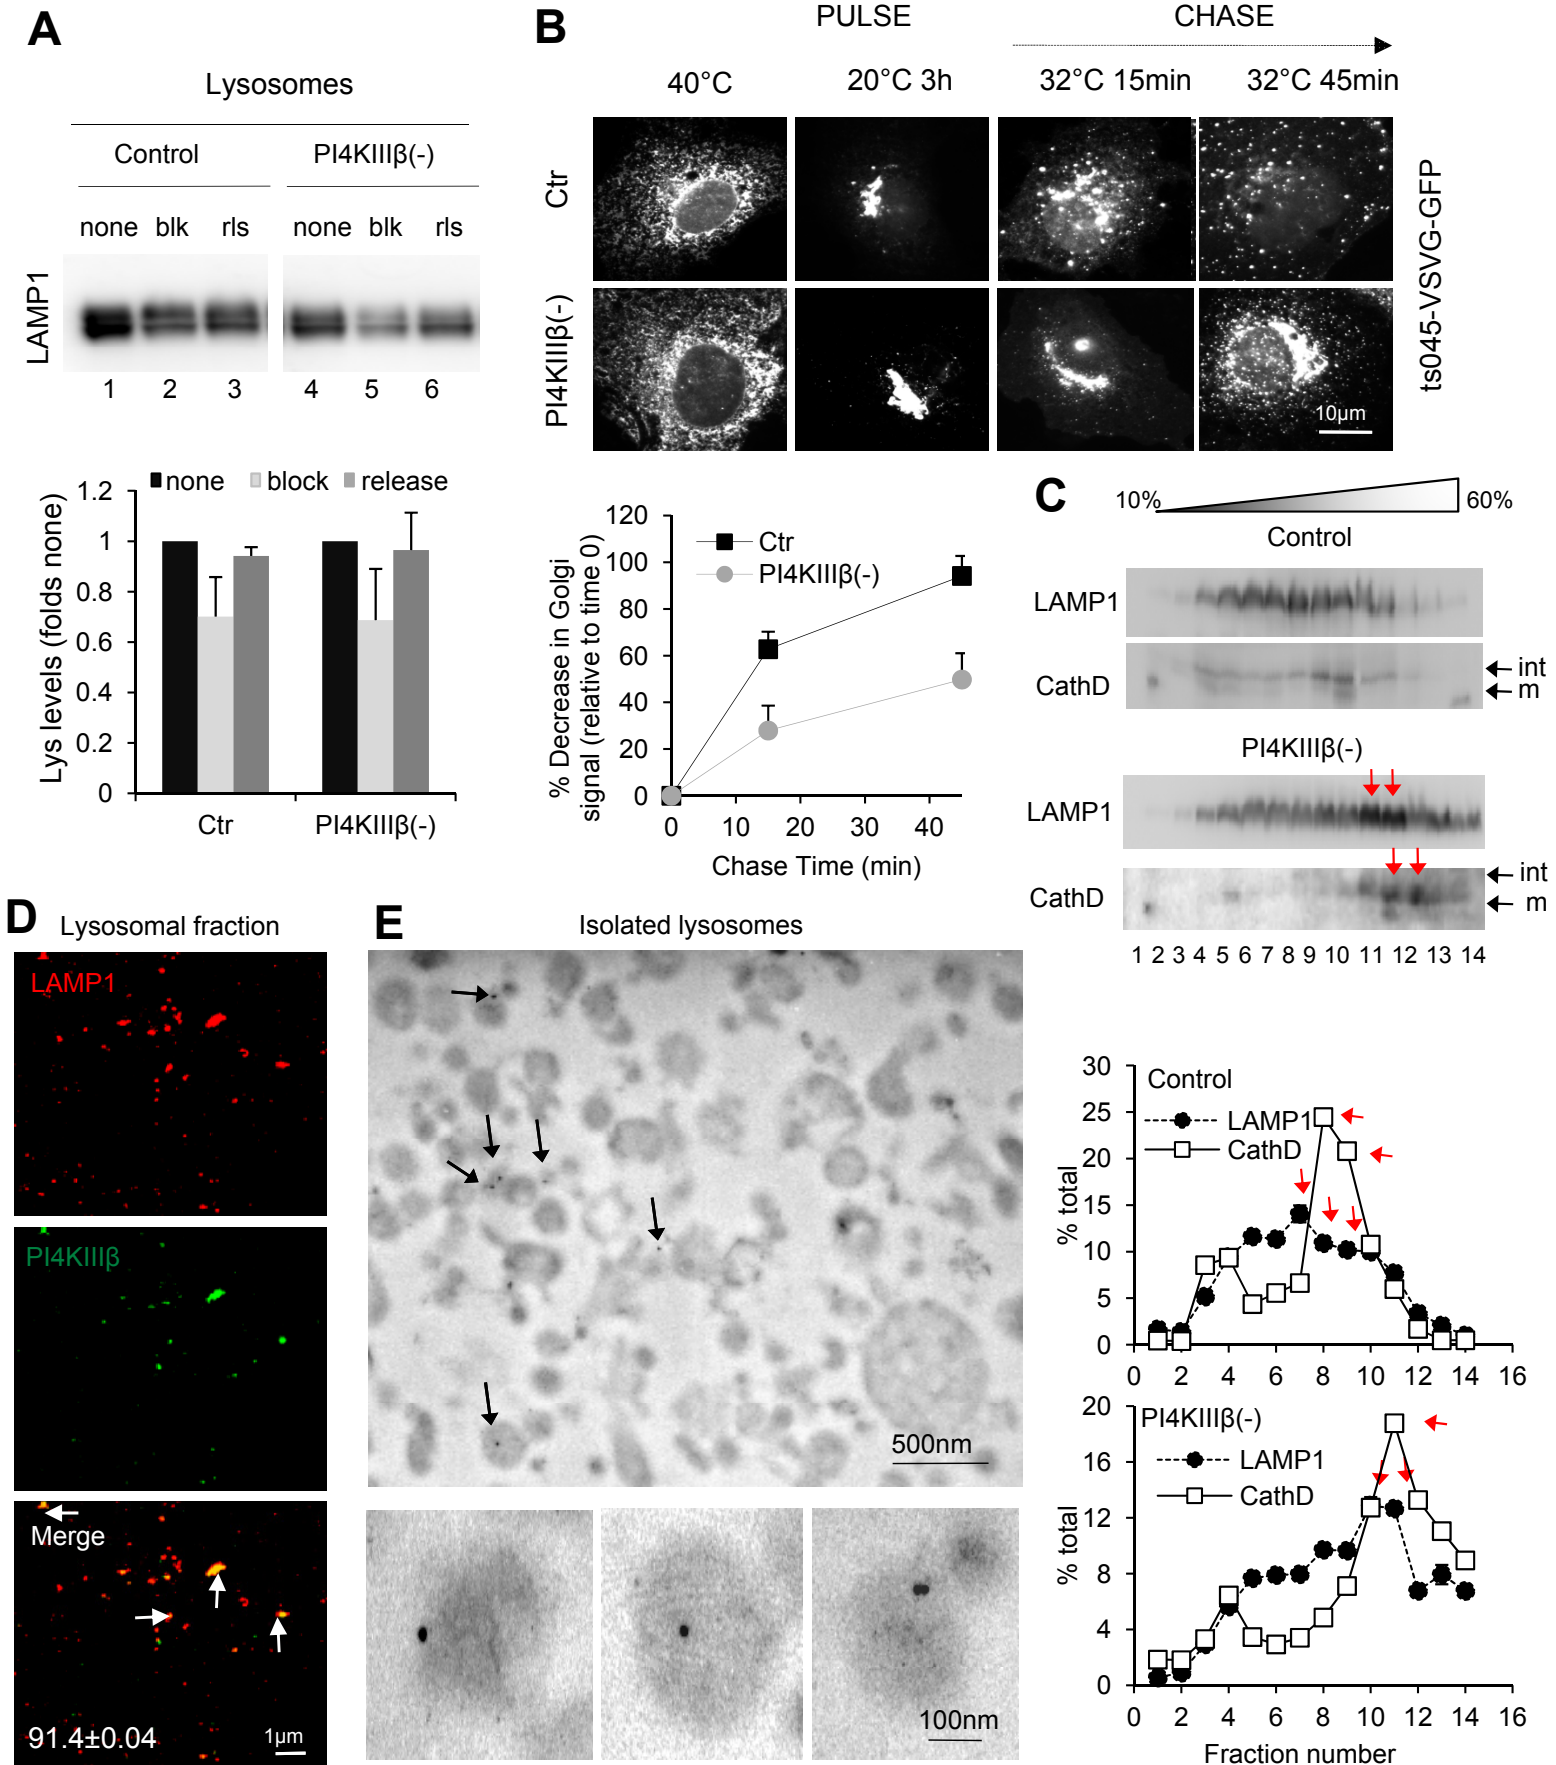 A
Lysosomes
Control PI4KIIIβ(-)
none blk rls none blk rls
LAMP1
1 2 3 4 5 6
none block release
Lys levels (folds none)
1.2
1
0.8
0.6
0.4
0.2
0
Ctr PI4KIIIβ(-)
B
PULSE CHASE
40°C 20°C 3h 32°C 15min 32°C 45min
Ctr
PI4KIIIβ(-)
ts045-VSVG-GFP
10µm
% Decrease in Golgi
signal (relative to time 0)
120
100
80
60
40
20
0
Ctr
PI4KIIIβ(-)
0 10 20 30 40
Chase Time (min)
C
10% 60%
Control
LAMP1
CathD
int
m
PI4KIIIβ(-)
LAMP1
CathD
int
m
1 2 3 4 5 6 7 8 9 10 11 12 13 14
30
25
20
15
10
5
0
% total
Control
LAMP1
CathD
0 2 4 6 8 10 12 14 16
20
16
12
8
4
0
% total
PI4KIIIβ(-)
LAMP1
CathD
0 2 4 6 8 10 12 14 16
Fraction number
D
Lysosomal fraction
LAMP1
PI4KIIIβ
Merge
91.4±0.04
1µm
E
Isolated lysosomes
500nm
100nm